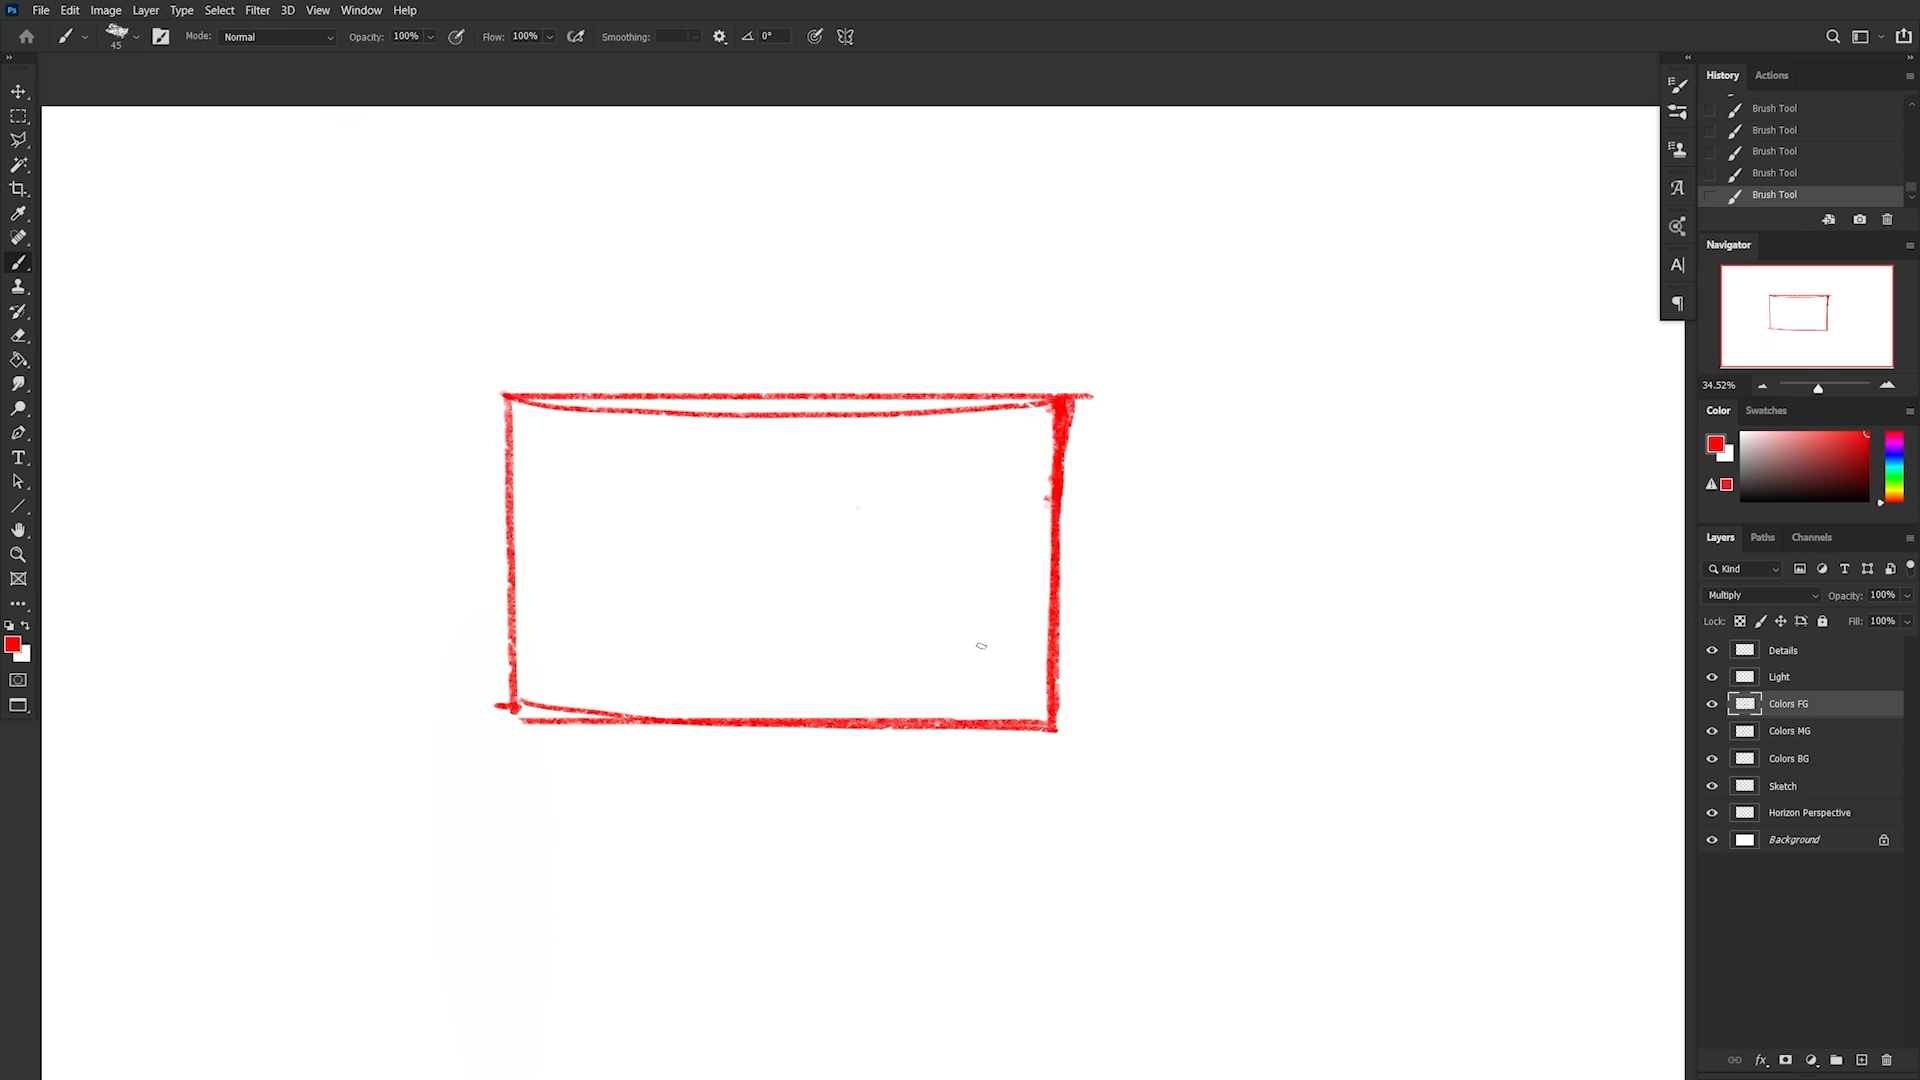 Ps File Edit Image Layer Type Select Filter 3D View Window Help
45 Mode: Normal Opacity: 100% Flow: 100% Smoothing: 0°
History Actions
Brush Tool
Brush Tool
Brush Tool
Brush Tool
Brush Tool
Navigator
34.52%
Color Swatches
Layers Paths Channels
Kind
Multiply Opacity: 100%
Lock: Fill: 100%
Details
Light
Colors FG
Colors MG
Colors BG
Sketch
Horizon Perspective
Background
fx